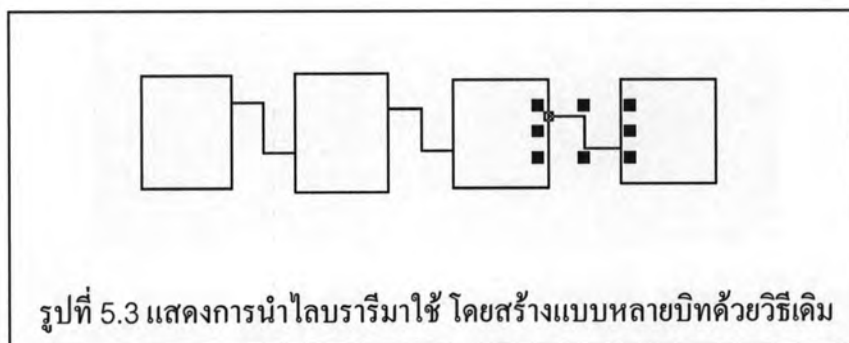 รูปที่ 5.3 แสดงการนำไลบรารีมาใช้ โดยสร้างแบบหลายบิทด้วยวิธีเดิม